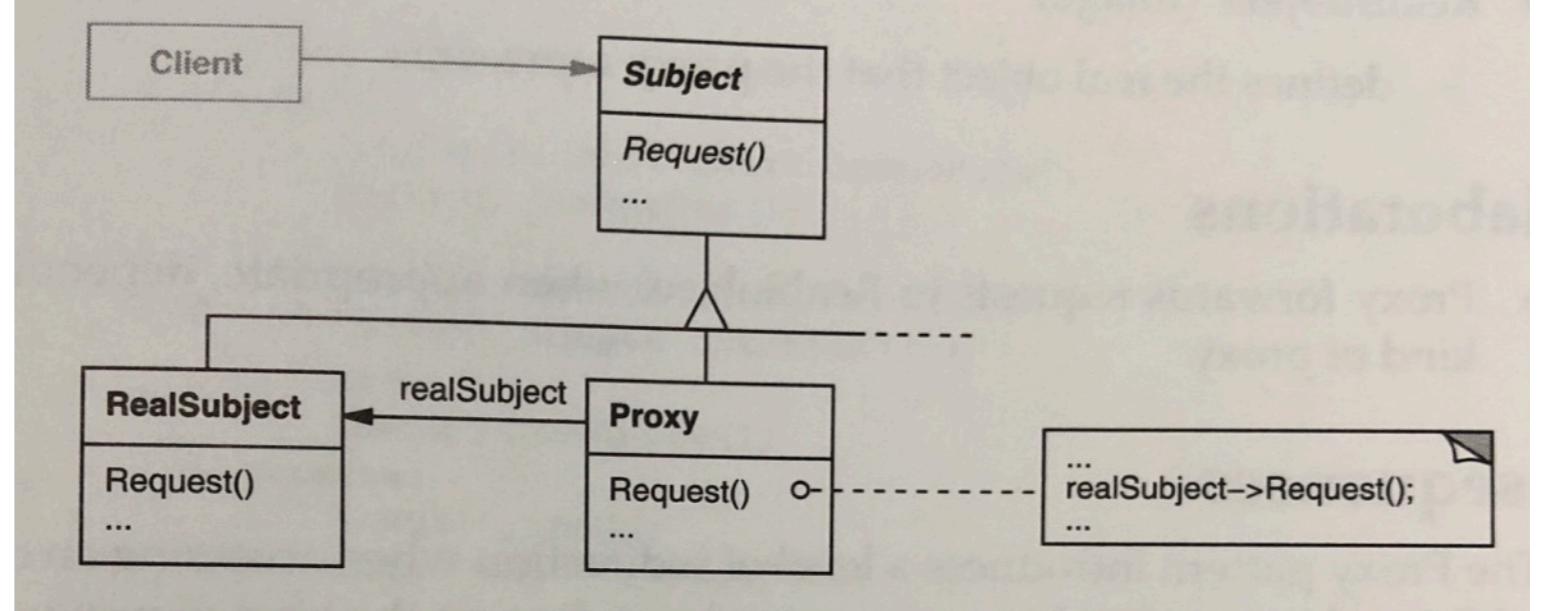 Client
Subject
Request()
...
RealSubject
Request()
...
realSubject
Proxy
Request()
...
...
realSubject–>Request();
...